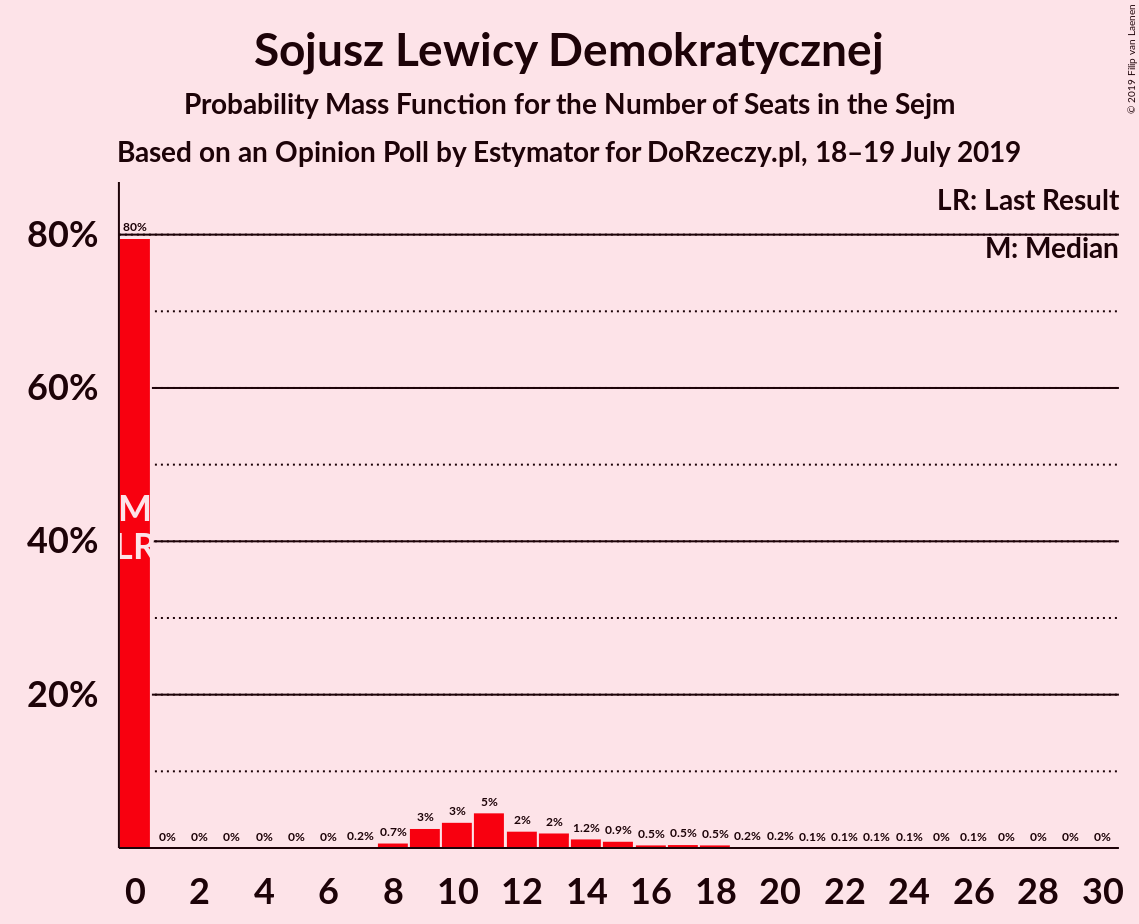 Sojusz Lewicy Demokratycznej
Probability Mass Function for the Number of Seats in the Sejm
Based on an Opinion Poll by Estymator for DoRzeczy.pl, 18–19 July 2019
© 2019 Filip van Laenen
LR: Last Result
M: Median
80%
60%
40%
20%
M
LR
80% 0% 0% 0% 0% 0% 0% 0.2% 0.7% 3% 3% 5% 2% 2% 1.2% 0.9% 0.5% 0.5% 0.5% 0.2% 0.2% 0.1% 0.1% 0.1% 0.1% 0% 0.1% 0% 0% 0% 0%
0 2 4 6 8 10 12 14 16 18 20 22 24 26 28 30